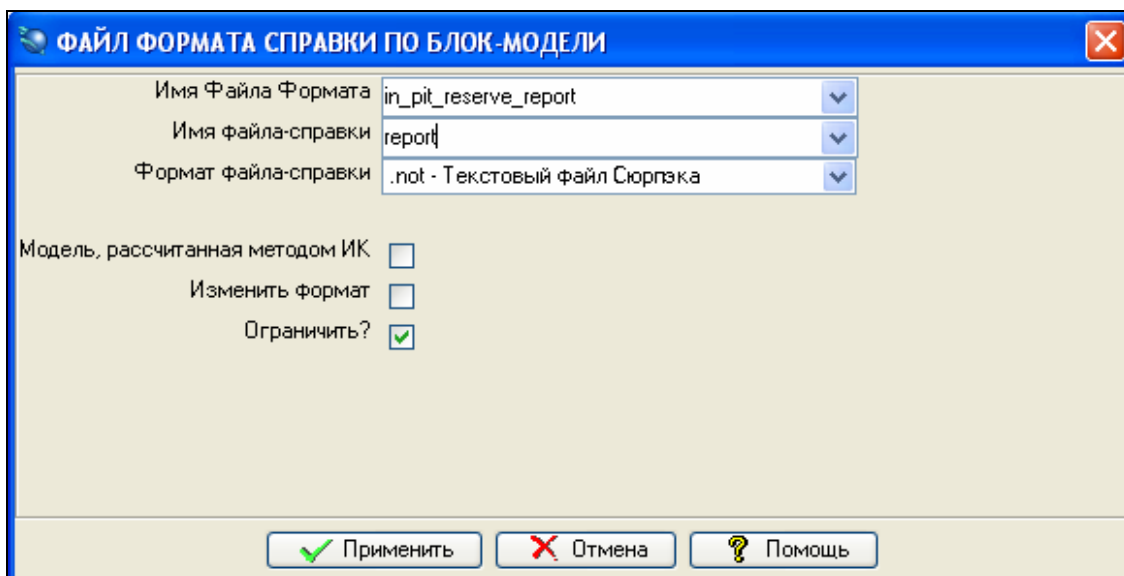 ФАЙЛ ФОРМАТА СПРАВКИ ПО БЛОК-МОДЕЛИ
Имя Файла Формата in_pit_reserve_report
Имя файла-справки report
Формат файла-справки .not - Текстовый файл Сюрпэка
Модель, рассчитанная методом ИК
Изменить формат
Ограничить?
Применить Отмена Помощь